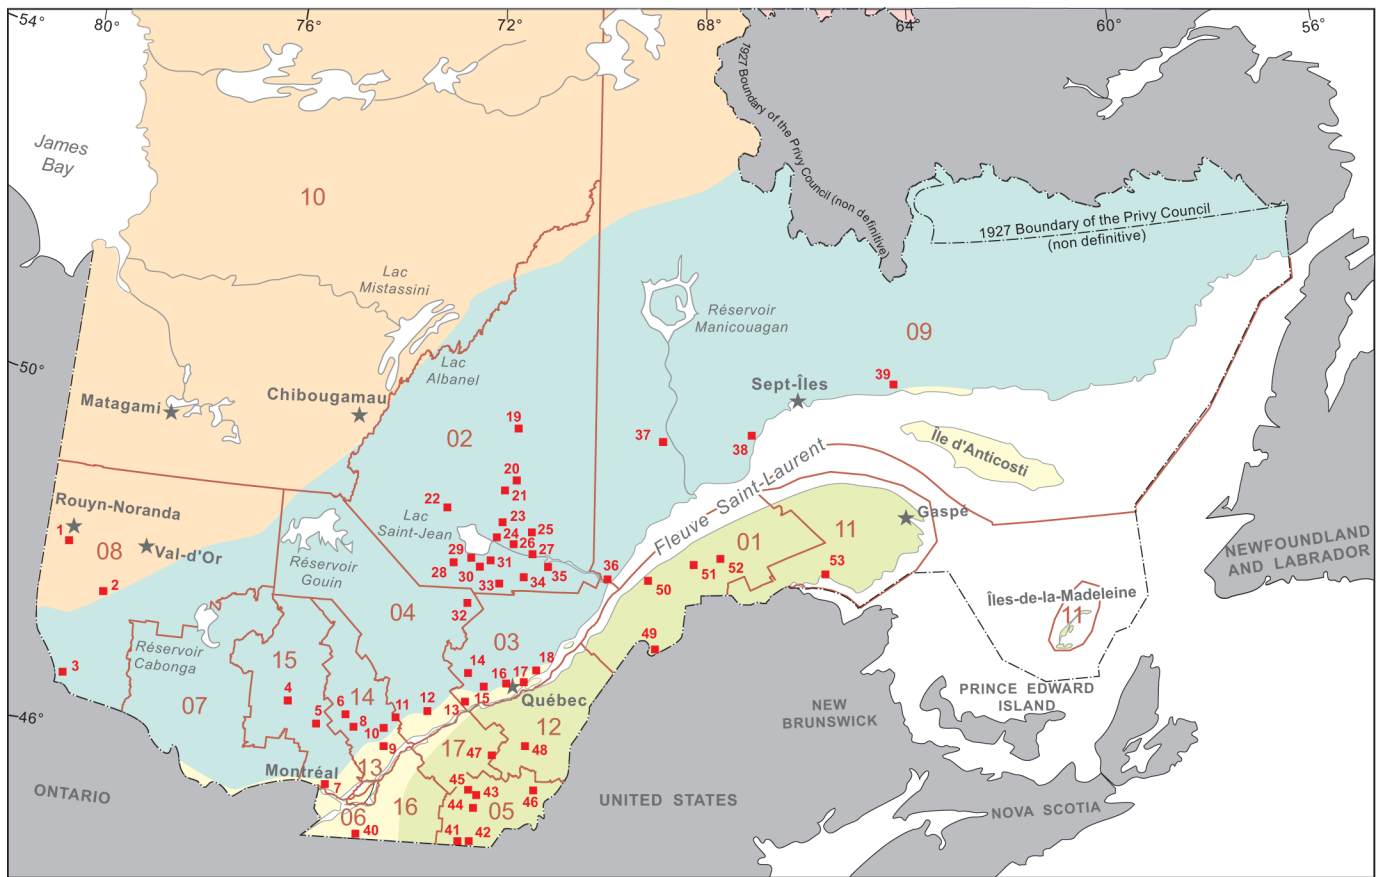 54°
80°
76°
72°
68°
64°
60°
56°
James
Bay
10
1927 Boundary of the Privy Council (non definitive)
1927 Boundary of the Privy Council
(non definitive)
Lac
Mistassini
Réservoir
Manicouagan
09
50°
Lac
Albanel
Matagami
Chibougamau
Sept-Îles
39
19
02
37
38
Île d'Anticosti
20
21
22
Rouyn-Noranda
1
08
Val-d'Or
2
Lac
Saint-Jean
23
24
25
26
27
28
29
30
31
32
33
34
35
36
Fleuve Saint-Laurent
Gaspé
11
01
50
51
52
53
NEWFOUNDLAND
AND LABRADOR
Réservoir
Gouin
04
03
Îles-de-la-Madeleine
11
49
Réservoir
Cabonga
15
3
07
4
14
5
6
8
10
11
12
9
14
13
15
16
17
18
Québec
46°
12
17
47
48
NEW
BRUNSWICK
PRINCE EDWARD
ISLAND
Montréal
7
13
16
06
40
45
43
44
05
46
41
42
ONTARIO
UNITED STATES
NOVA SCOTIA